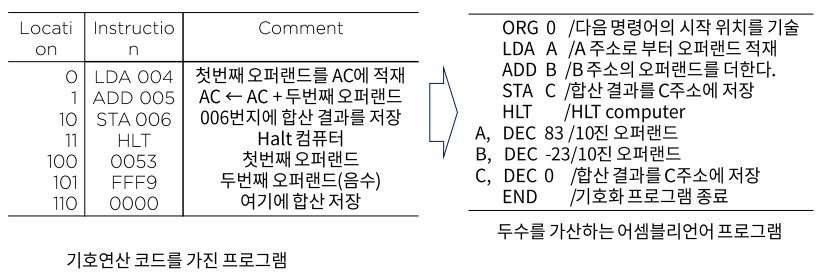 Locati
on
Instructio
n
Comment
0 LDA 004 첫번째 오퍼랜드를 AC에 적재
1 ADD 005 AC ← AC + 두번째 오퍼랜드
10 STA 006 006번지에 합산 결과를 저장
11 HLT Halt 컴퓨터
100 0053 첫번째 오퍼랜드
101 FFF9 두번째 오퍼랜드(음수)
110 0000 여기에 합산 저장
기호연산 코드를 가진 프로그램
ORG 0 /다음 명령어의 시작 위치를 기술
LDA A /A 주소로 부터 오퍼랜드 적재
ADD B /B 주소의 오퍼랜드를 더한다.
STA C /합산 결과를 C주소에 저장
HLT /HLT computer
A, DEC 83 /10진 오퍼랜드
B, DEC -23/10진 오퍼랜드
C, DEC 0 /합산 결과를 C주소에 저장
END /기호화 프로그램 종료
두수를 가산하는 어셈블리언어 프로그램